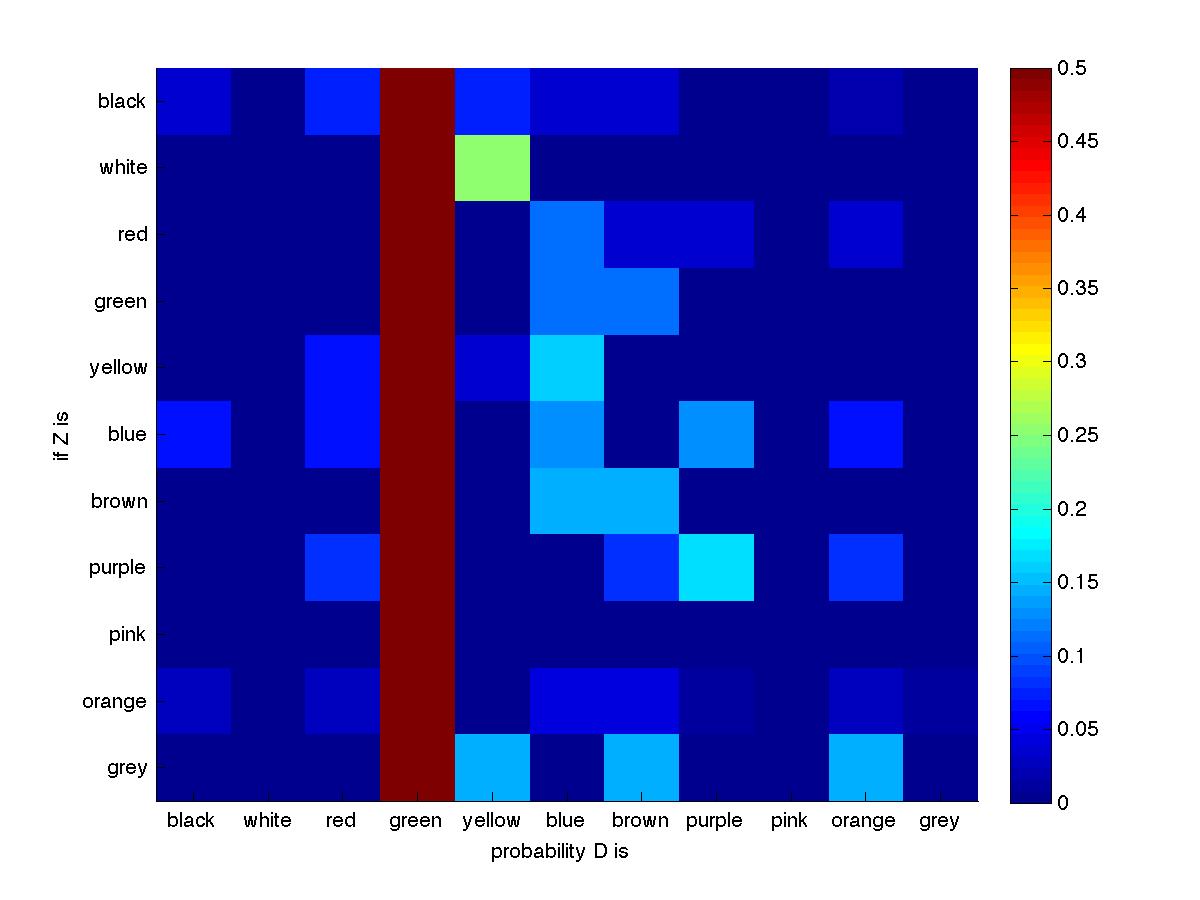 black
white
red
green
yellow
blue
brown
purple
pink
orange
grey
if Z is
black white red green yellow blue brown purple pink orange grey
probability D is
0.5
0.45
0.4
0.35
0.3
0.25
0.2
0.15
0.1
0.05
0